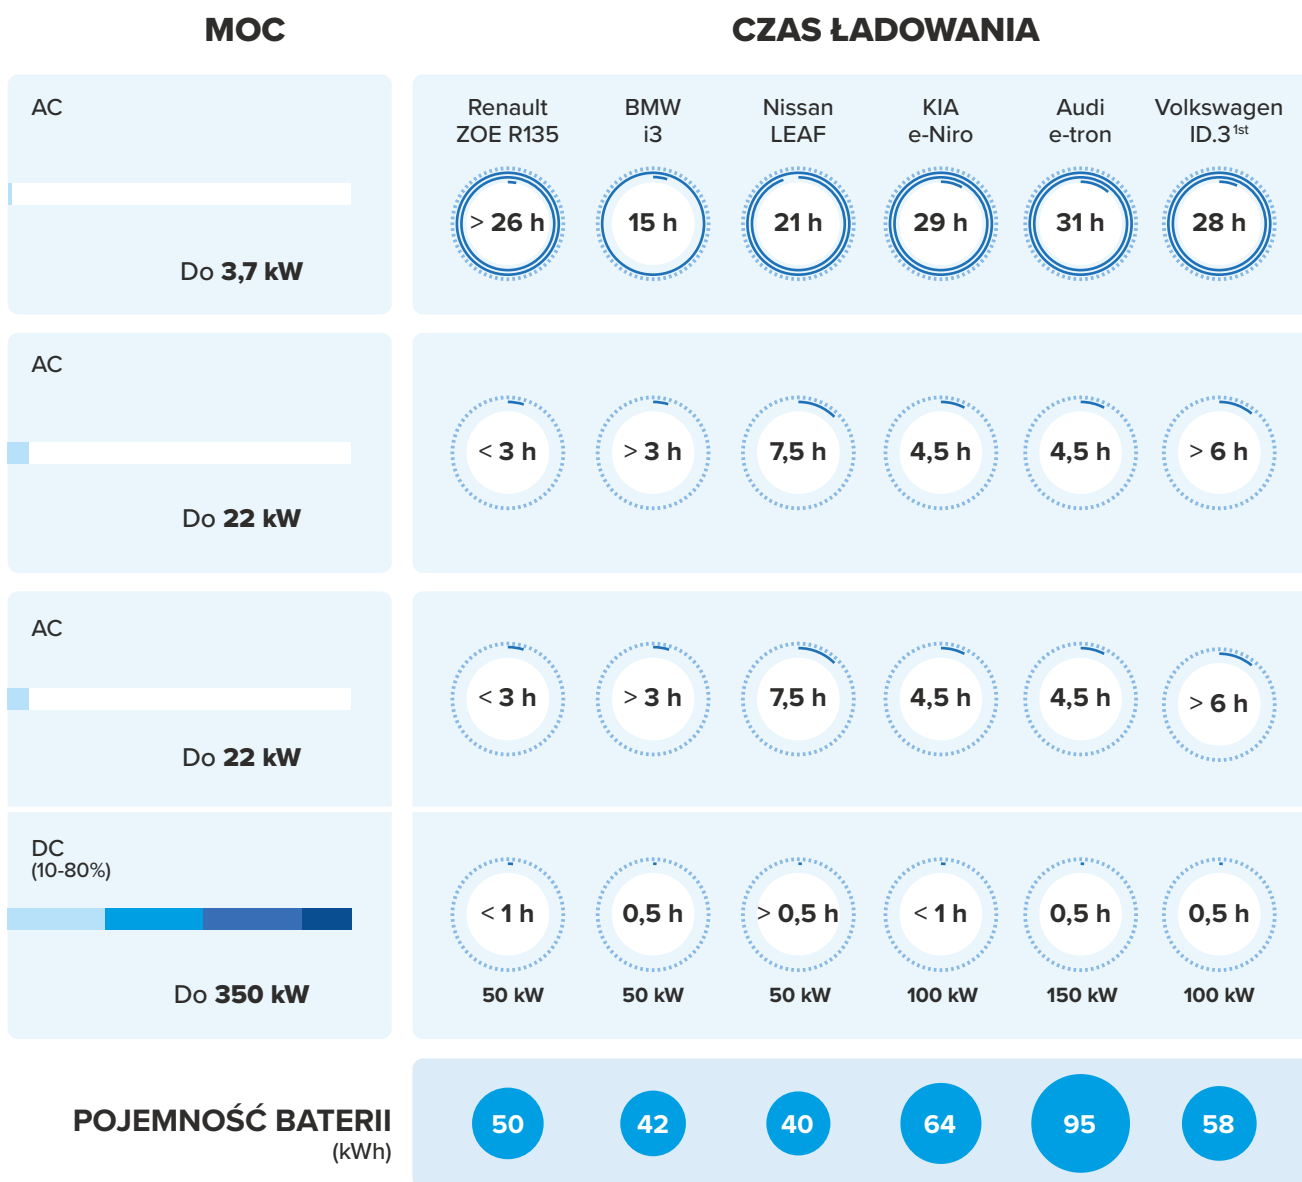 MOC
CZAS ŁADOWANIA
AC
Do 3,7 kW
Renault
ZOE R135
BMW
i3
Nissan
LEAF
KIA
e-Niro
Audi
e-tron
Volkswagen
ID.3 1st
> 26 h
15 h
21 h
29 h
31 h
28 h
AC
Do 22 kW
< 3 h
> 3 h
7,5 h
4,5 h
4,5 h
> 6 h
AC
Do 22 kW
< 3 h
> 3 h
7,5 h
4,5 h
4,5 h
> 6 h
DC
(10-80%)
Do 350 kW
< 1 h
0,5 h
> 0,5 h
< 1 h
0,5 h
0,5 h
50 kW
50 kW
50 kW
100 kW
150 kW
100 kW
POJEMNOŚĆ BATERII
(kWh)
50
42
40
64
95
58